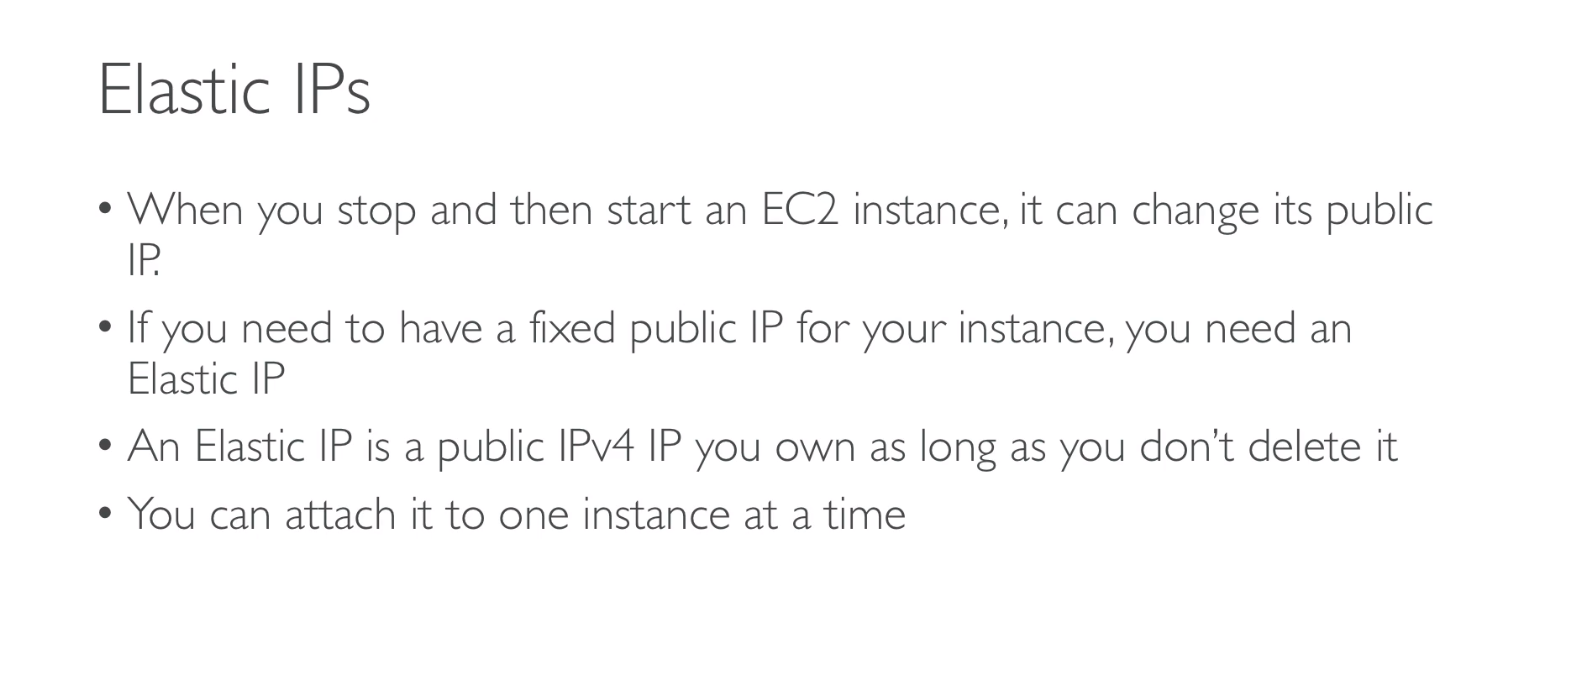 Elastic IPs
• When you stop and then start an EC2 instance, it can change its public
IP.
• If you need to have a fixed public IP for your instance, you need an
Elastic IP
• An Elastic IP is a public IPv4 IP you own as long as you don’t delete it
• You can attach it to one instance at a time